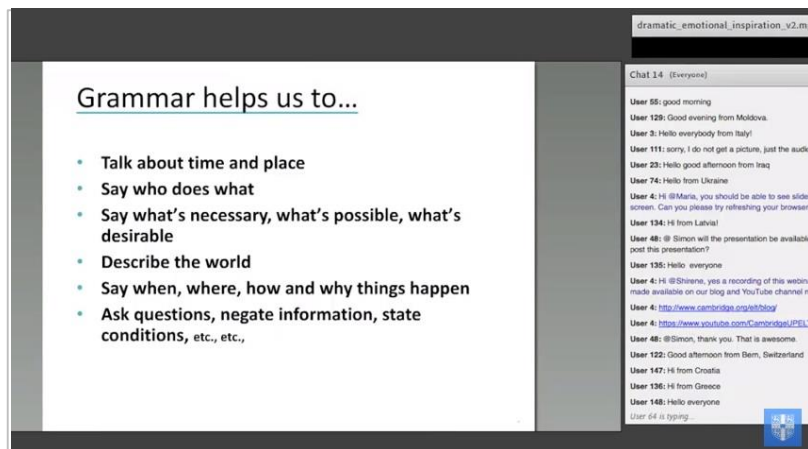 dramatic_emotional_inspiration_v2.m
Grammar helps us to...
• Talk about time and place
• Say who does what
• Say what's necessary, what's possible, what's
desirable
• Describe the world
• Say when, where, how and why things happen
• Ask questions, negate information, state
conditions, etc., etc.,
Chat 14 (Everyone)
User 55: good morning
User 129: Good evening from Moldova.
User 3: Hello everybody from Italy!
User 111: sorry, I do not get a picture, just the audi
User 23: Hello good afternoon from Iraq
User 74: Hello from Ukraine
User 4: Hi @Maria, you should be able to see slide
screen. Can you please try refreshing your browser
User 134: Hi from Latvia!
User 48: @ Simon will the presentation be availabl
post this presentation?
User 135: Hello everyone
User 4: Hi @Shirene, yes a recording of this webin
made available on our blog and YouTube channel
User 4: http://www.cambridge.org/elt/blog/
User 4: https://www.youtube.com/CambridgeUPEL
User 48: @Simon, thank you. That is awesome.
User 122: Good afternoon from Bern, Switzerland
User 147: Hi from Croatia
User 136: Hi from Greece
User 148: Hello everyone
User 64 is typing...